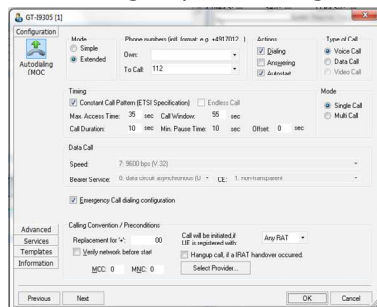 GT-I9305 [1]
Configuration
Autodialing
(MOC
Advanced
Services
Templates
Information
Mode
Simple
Extended
Phone numbers (intl. format: e.g. +4917012...)
Own:
To Call: 112
Actions
Dialing
Answering
Autostart
Type of Call
Voice Call
Data Call
Video Call
Timing
Constant Call Pattern (ETSI Specification) Endless Call
Max. Access Time: 35 sec Call Window: 55 sec
Call Duration: 10 sec Min. Pause Time: 10 sec Offset: 0 sec
Mode
Single Call
Multi Call
Data Call
Speed: 7: 9600 bps (V.32)
Bearer Service: 0: data circuit asynchronous (U CE: 1: non-transparent
Emergency Call dialing configuration
Calling Convention / Preconditions
Replacement for '+': 00
Verify network before start
MCC: 0 MNC: 0
Call will be initiated,if
UE is registered with: Any RAT
Hangup call, if a IRAT handover occured.
Select Provider...
Previous Next OK Cancel